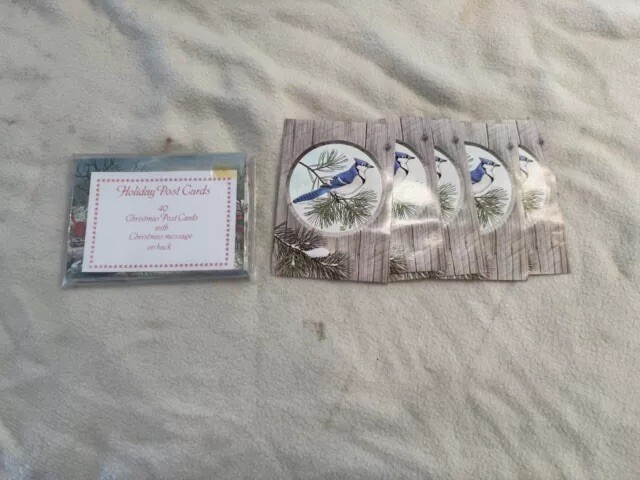 Holiday Post Cards
40
Christmas Post Cards
with
Christmas message
on back